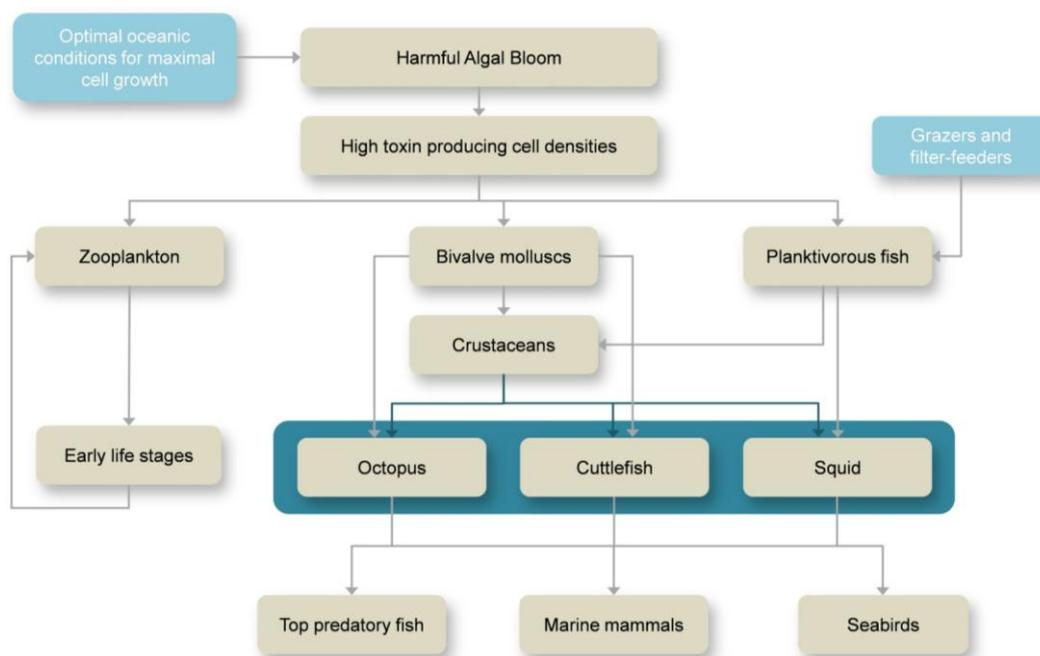 Optimal oceanic
conditions for maximal
cell growth
Harmful Algal Bloom
High toxin producing cell densities
Grazers and
filter-feeders
Zooplankton
Bivalve molluscs
Planktivorous fish
Crustaceans
Early life stages
Octopus
Cuttlefish
Squid
Top predatory fish
Marine mammals
Seabirds